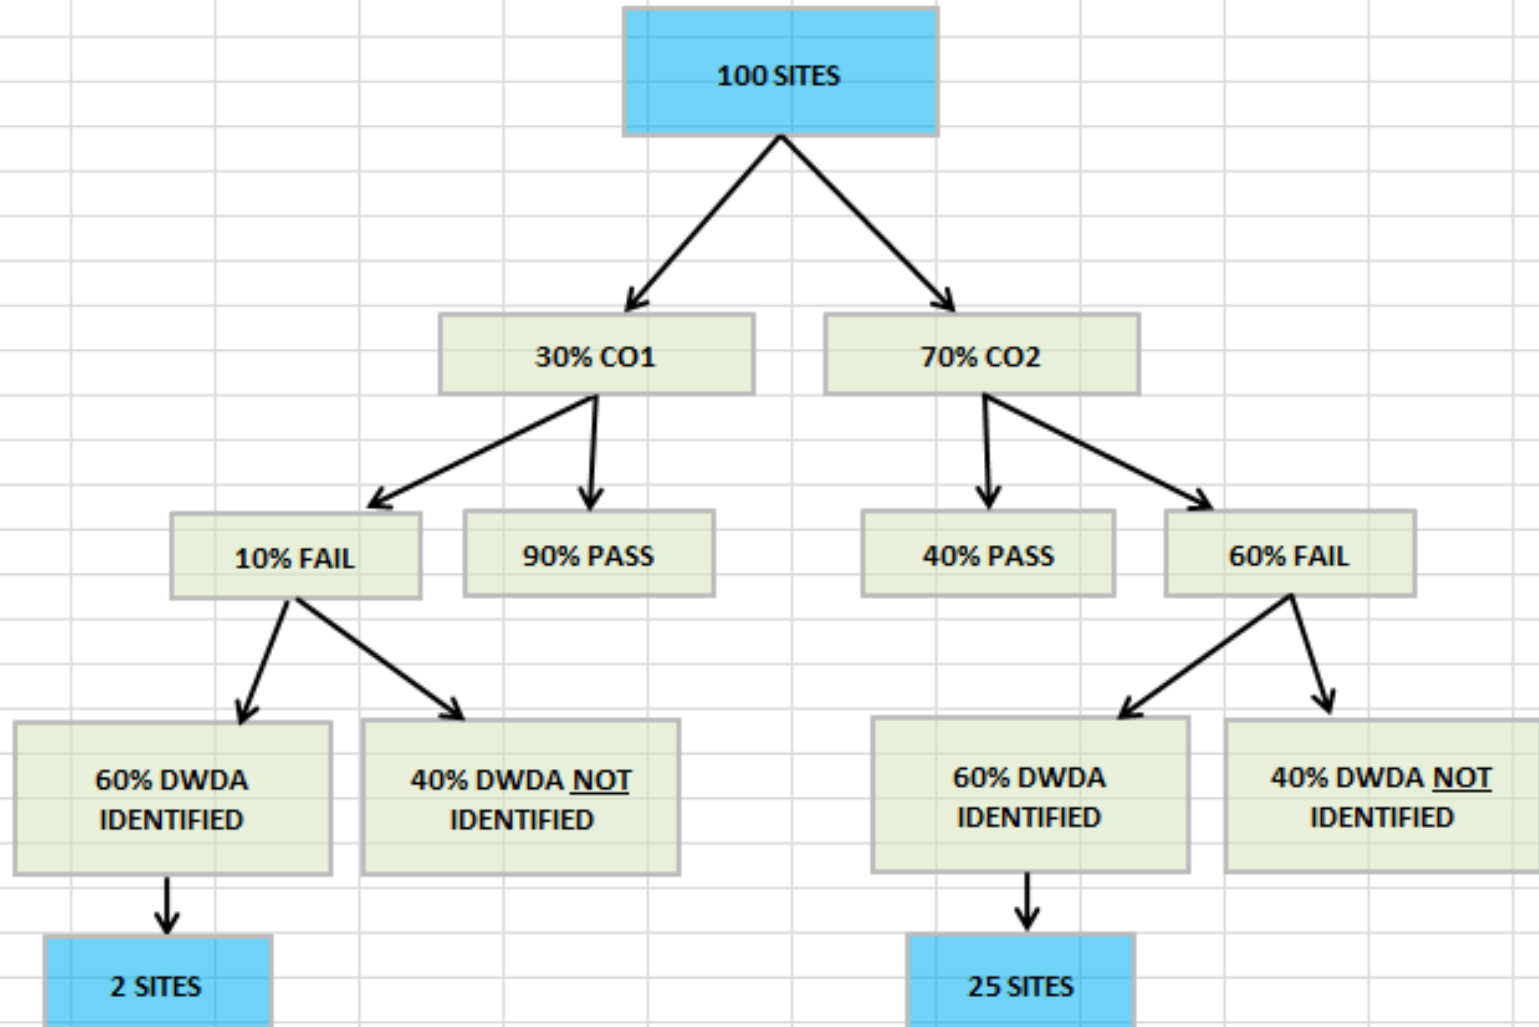 100 SITES
30% CO1
70% CO2
10% FAIL
90% PASS
40% PASS
60% FAIL
60% DWDA
IDENTIFIED
40% DWDA NOT
IDENTIFIED
60% DWDA
IDENTIFIED
40% DWDA NOT
IDENTIFIED
2 SITES
25 SITES